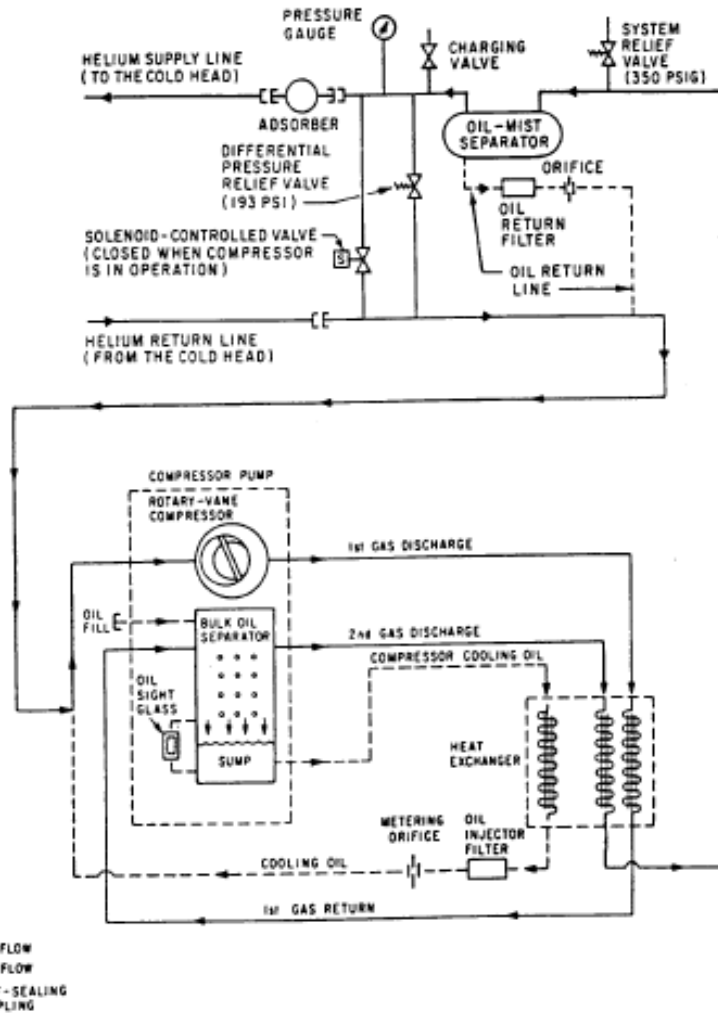 PRESSURE
GAUGE
CHARGING
VALVE
SYSTEM
RELIEF
VALVE
(350 PSIG)
HELIUM SUPPLY LINE
(TO THE COLD HEAD)
ADSORBER
OIL-MIST
SEPARATOR
DIFFERENTIAL
PRESSURE
RELIEF VALVE
(193 PSI)
ORIFICE
OIL
RETURN
FILTER
SOLENOID-CONTROLLED VALVE
(CLOSED WHEN COMPRESSOR
IS IN OPERATION)
S
OIL RETURN
LINE
HELIUM RETURN LINE
(FROM THE COLD HEAD)
COMPRESSOR PUMP
ROTARY-VANE
COMPRESSOR
1st GAS DISCHARGE
OIL
FILL
BULK OIL
SEPARATOR
2nd GAS DISCHARGE
COMPRESSOR COOLING OIL
OIL
SIGHT
GLASS
SUMP
HEAT
EXCHANGER
METERING
ORIFICE
OIL
INJECTOR
FILTER
COOLING OIL
1st GAS RETURN
FLOW
FLOW
-SEALING
PLING